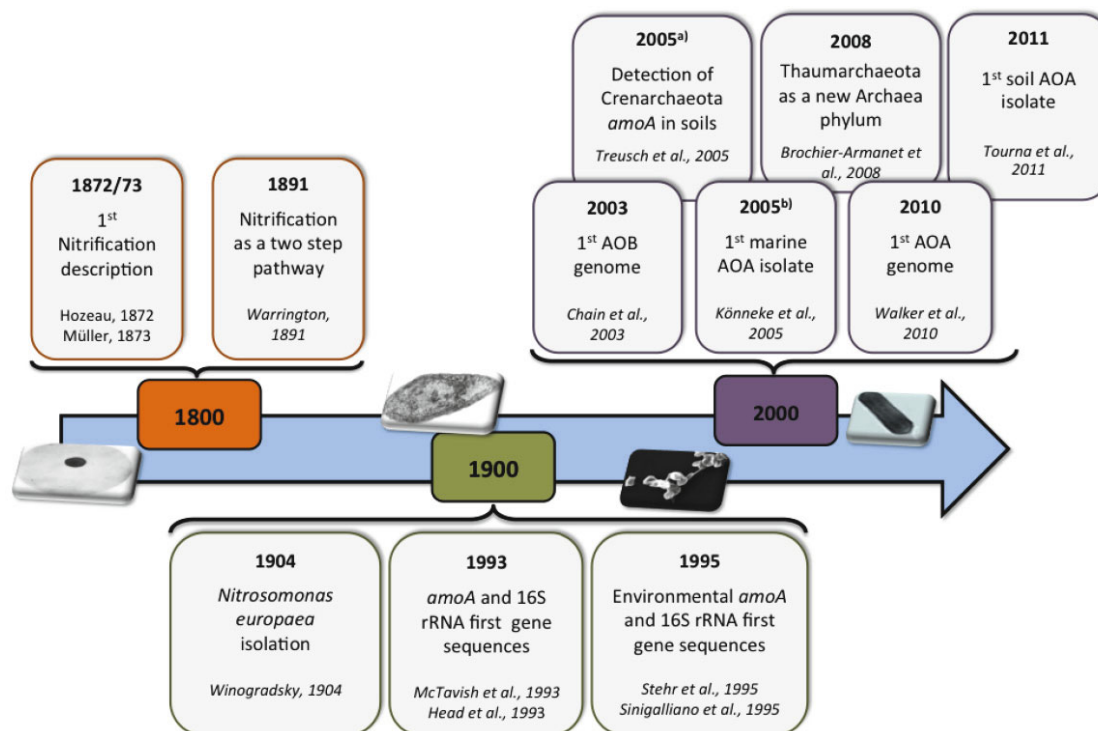 2005a)
Detection of
Crenarchaeota
amoA in soils
Treusch et al., 2005
2008
Thaumarchaeota
as a new Archaea
phylum
Brochier-Armanet et
al., 2008
2011
1st soil AOA
isolate
Tourna et al.,
2011
1872/73
1st
Nitrification
description
Hozeau, 1872
Müller, 1873
1891
Nitrification
as a two step
pathway
Warrington,
1891
2003
1st AOB
genome
Chain et al.,
2003
2005b)
1st marine
AOA isolate
Könneke et al.,
2005
2010
1st AOA
genome
Walker et al.,
2010
1800
1900
2000
1904
Nitrosomonas
europaea
isolation
Winogradsky, 1904
1993
amoA and 16S
rRNA first gene
sequences
McTavish et al., 1993
Head et al., 1993
1995
Environmental amoA
and 16S rRNA first
gene sequences
Stehr et al., 1995
Sinigalliano et al., 1995